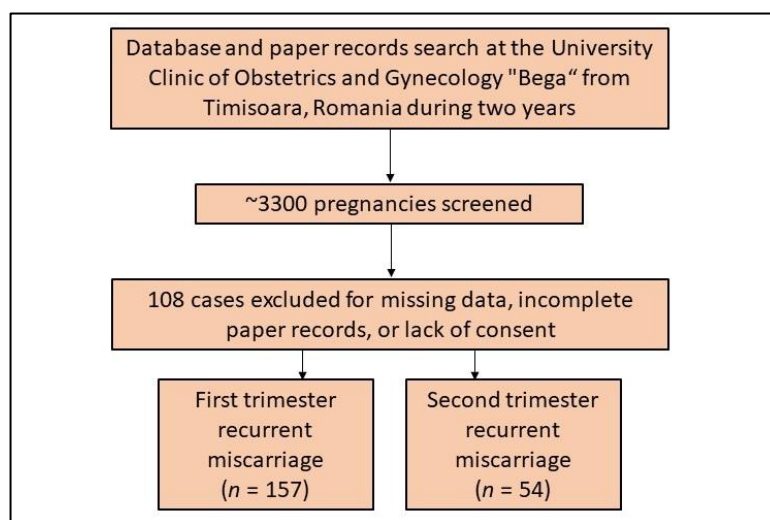 Database and paper records search at the University
Clinic of Obstetrics and Gynecology "Bega“ from
Timisoara, Romania during two years
~3300 pregnancies screened
108 cases excluded for missing data, incomplete
paper records, or lack of consent
First trimester
recurrent
miscarriage
(n = 157)
Second trimester
recurrent
miscarriage
(n = 54)